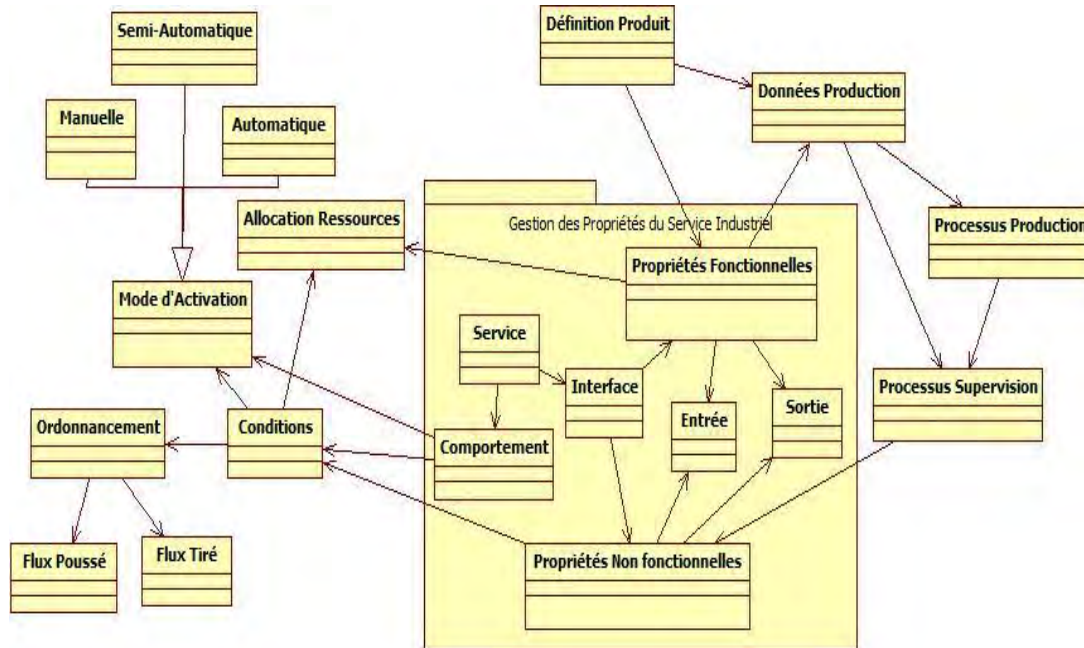 Semi-Automatique
Définition Produit
Données Production
Manuelle
Automatique
Allocation Ressources
Gestion des Propriétés du Service Industriel
Processus Production
Propriétés Fonctionnelles
Mode d'Activation
Service
Interface
Processus Supervision
Entrée
Sortie
Ordonnancement
Conditions
Comportement
Flux Poussé
Flux Tiré
Propriétés Non fonctionnelles